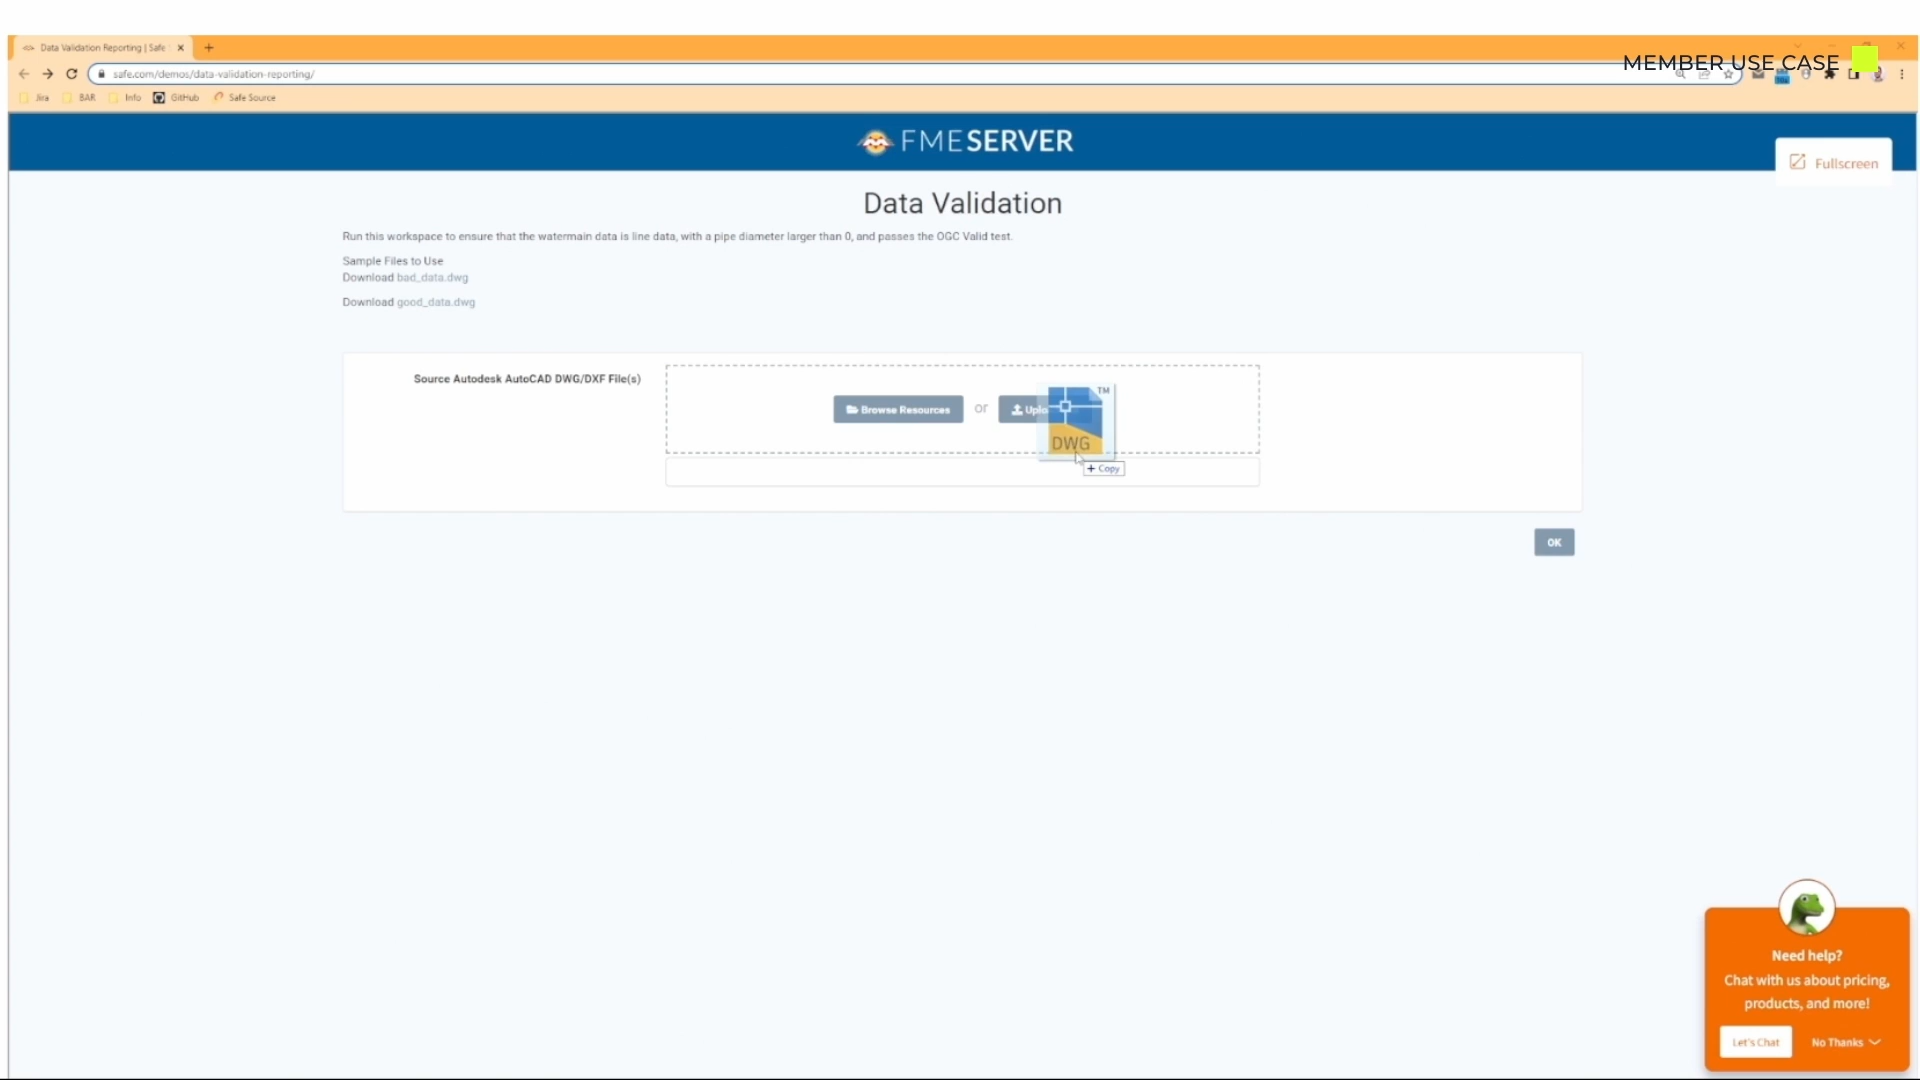 Data Validation Reporting | Safe
MEMBER USE CASE
safe.com/demos/data-validation-reporting/
Jira BAR Info GitHub Safe Source
FMESERVER
Fullscreen
Data Validation
Run this workspace to ensure that the watermain data is line data, with a pipe diameter larger than 0, and passes the OGC Valid test.
Sample Files to Use
Download bad_data.dwg
Download good_data.dwg
Source Autodesk AutoCAD DWG/DXF File(s)
Browse Resources or Uplo
TM
DWG
+ Copy
OK
Need help?
Chat with us about pricing,
products, and more!
Let's Chat No Thanks